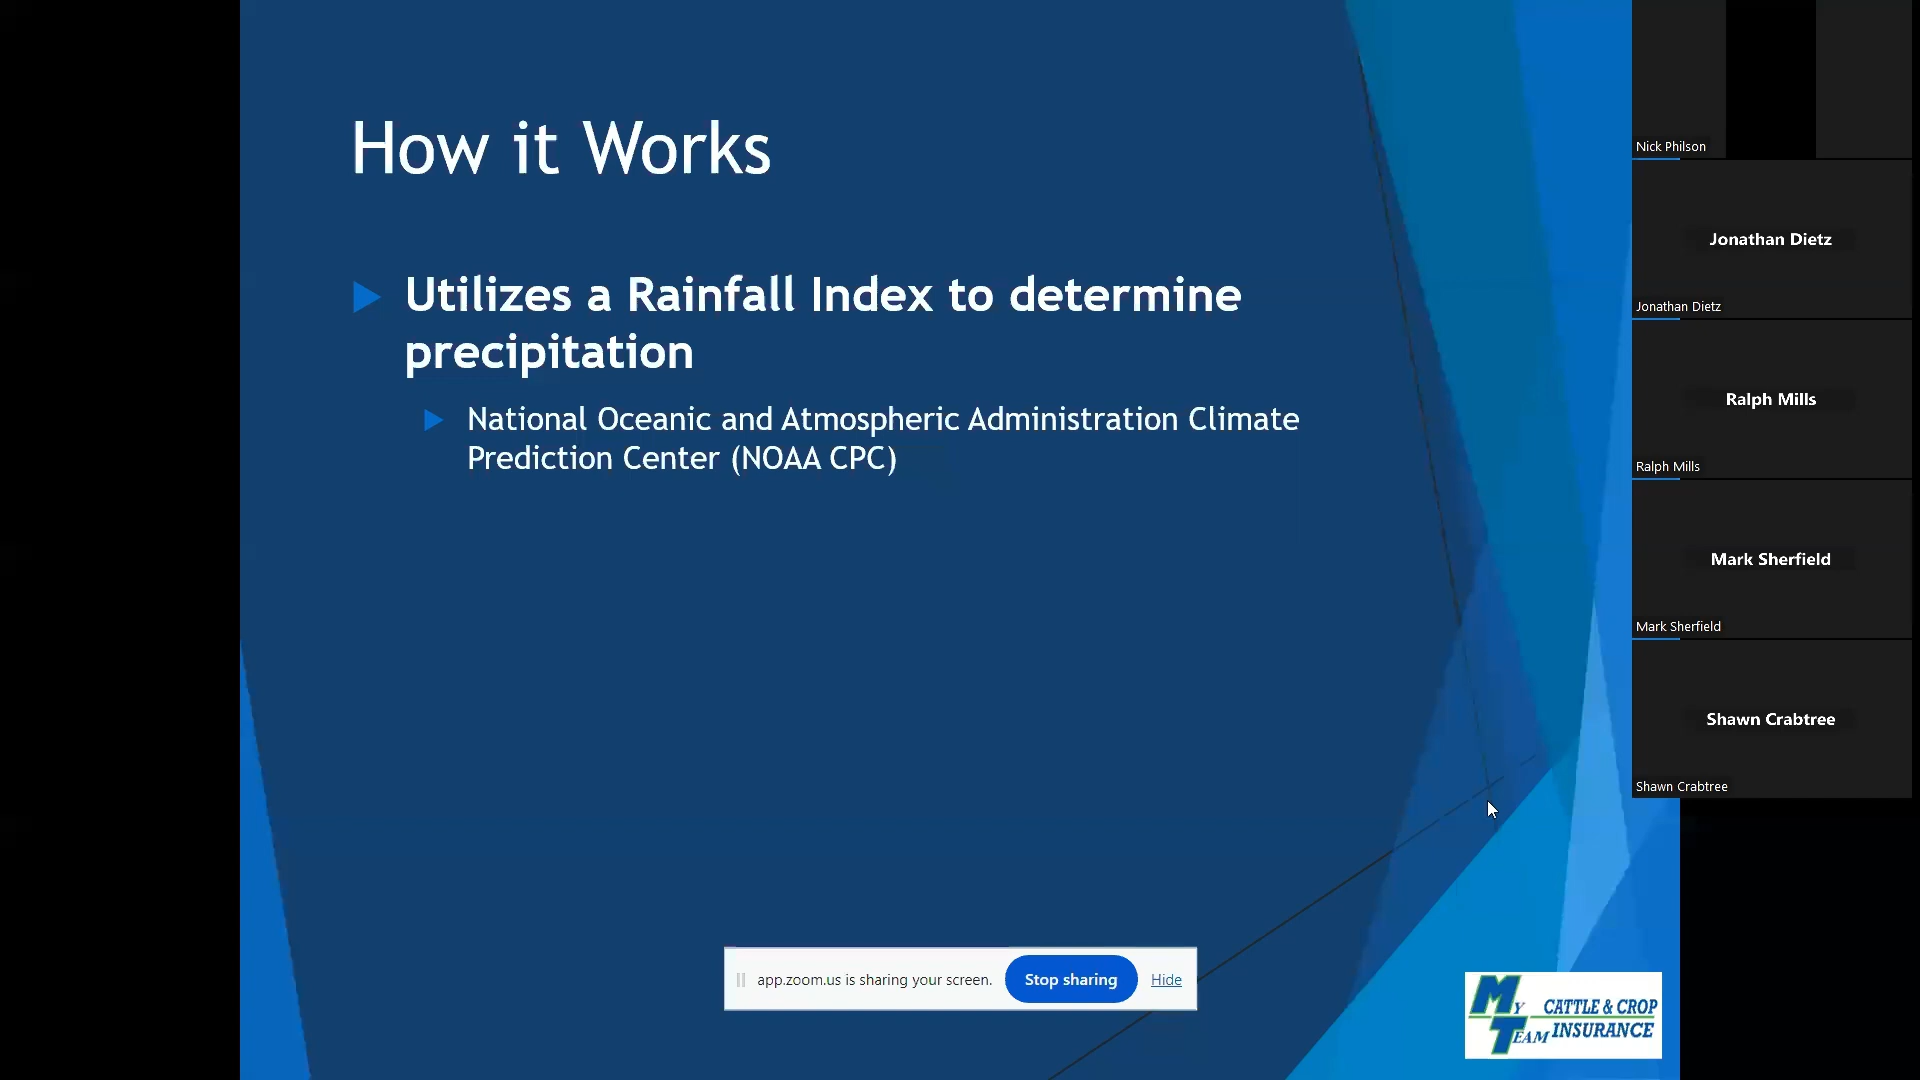 How it Works
Utilizes a Rainfall Index to determine
precipitation
National Oceanic and Atmospheric Administration Climate
Prediction Center (NOAA CPC)
Nick Philson
Jonathan Dietz
Jonathan Dietz
Ralph Mills
Ralph Mills
Mark Sherfield
Mark Sherfield
Shawn Crabtree
Shawn Crabtree
app.zoom.us is sharing your screen. Stop sharing Hide
MY CATTLE & CROP
TEAM INSURANCE